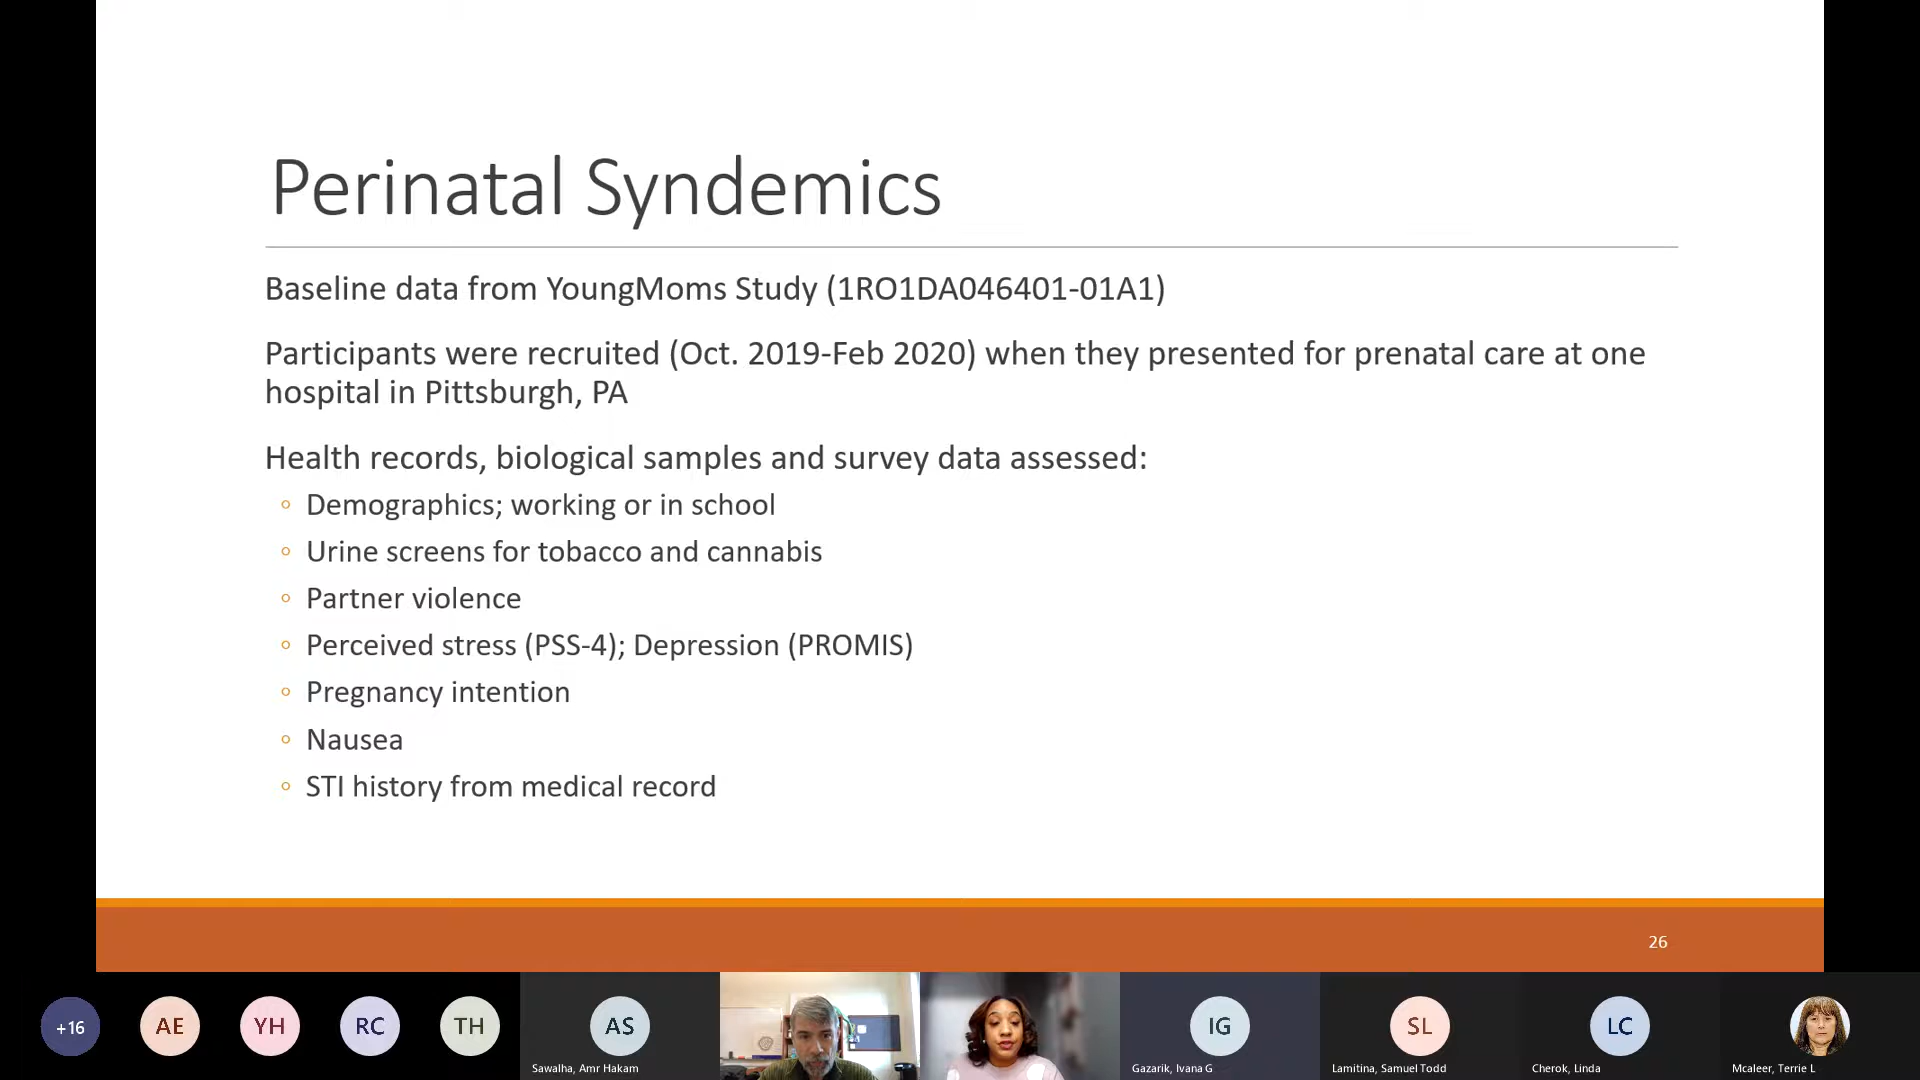 Perinatal Syndemics
Baseline data from YoungMoms Study (1RO1DA046401-01A1)
Participants were recruited (Oct. 2019-Feb 2020) when they presented for prenatal care at one
hospital in Pittsburgh, PA
Health records, biological samples and survey data assessed:
Demographics; working or in school
Urine screens for tobacco and cannabis
Partner violence
Perceived stress (PSS-4); Depression (PROMIS)
Pregnancy intention
Nausea
STI history from medical record
26
+16
AE
YH
RC
TH
AS
Sawalha, Amr Hakam
IG
Gazarik, Ivana G
SL
Lamitina, Samuel Todd
LC
Cherok, Linda
Mcaleer, Terrie L